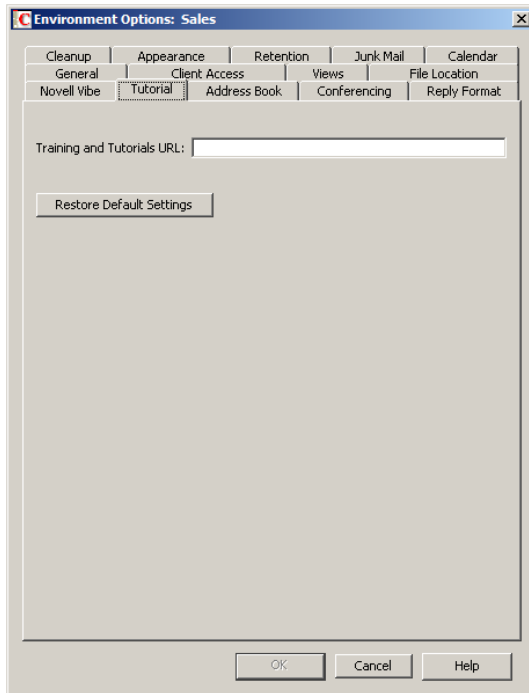 Environment Options: Sales
Cleanup Appearance Retention Junk Mail Calendar
General Client Access Views File Location
Novell Vibe Tutorial Address Book Conferencing Reply Format
Training and Tutorials URL:
Restore Default Settings
OK Cancel Help